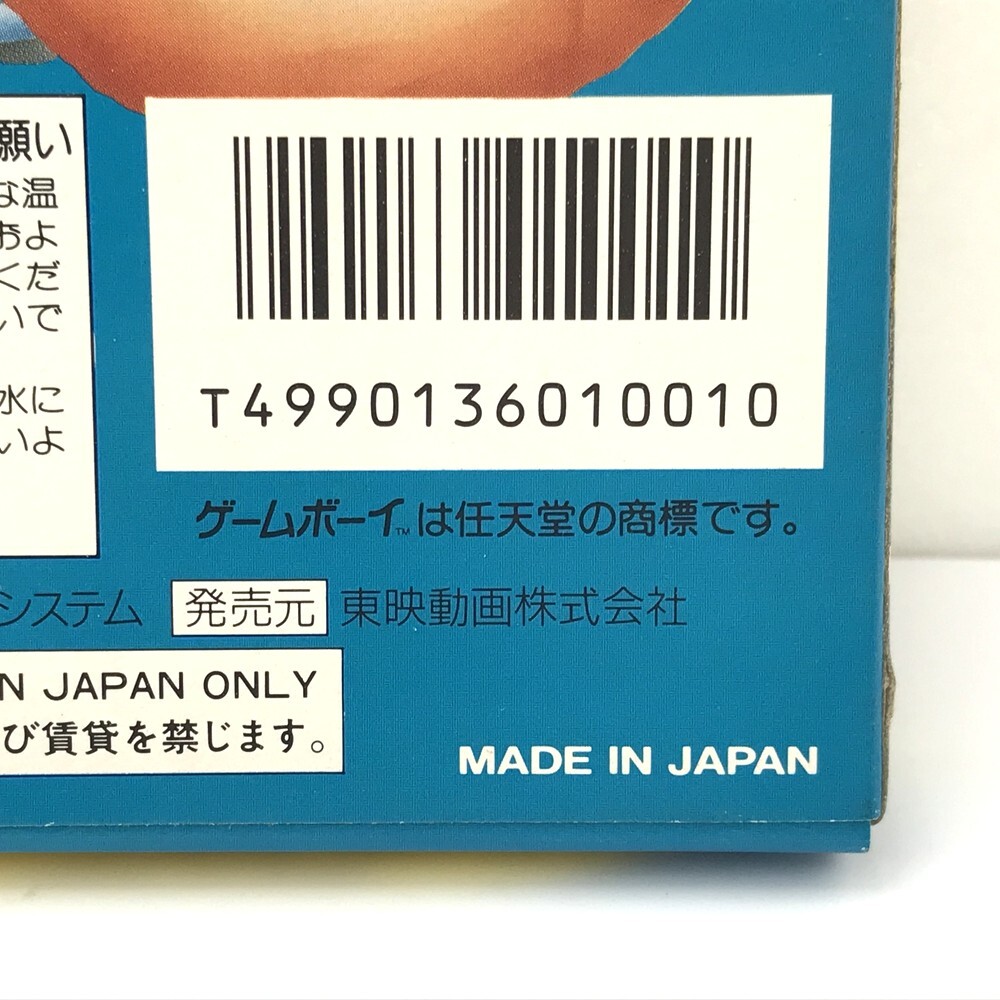 願い
な温
およ
くだ
いで
水に
いよ
T4990136010010
ゲームボーイ™は任天堂の商標です。
システム 発売元 東映動画株式会社
N JAPAN ONLY
び賃貸を禁じます。
MADE IN JAPAN